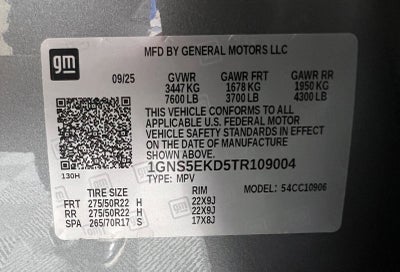 gm
MFD BY GENERAL MOTORS LLC
09/25 GVWR GAWR FRT GAWR RR
3447 KG 1678 KG 1950 KG
7600 LB 3700 LB 4300 LB
THIS VEHICLE CONFORMS TO ALL
APPLICABLE U.S. FEDERAL MOTOR
VEHICLE SAFETY STANDARDS IN EFFECT
ON THE DATE OF MANUFACTURE
SHOWN ABOVE.
1GNS5EKD5TR109004
130H TYPE: MPV
TIRE SIZE RIM MODEL: 54CC10906
FRT 275/50R22 H 22X9J
RR 275/50R22 H 22X9J
SPA 265/70R17 S 17X8J